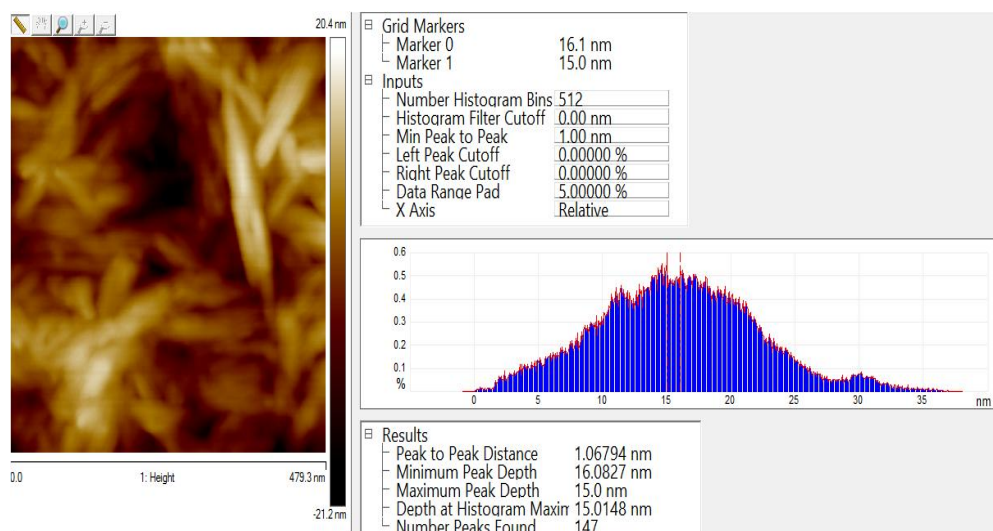 20.4 nm
0.0 1: Height 479.3 nm
-21.2 nm
Grid Markers
Marker 0 16.1 nm
Marker 1 15.0 nm
Inputs
Number Histogram Bins 512
Histogram Filter Cutoff 0.00 nm
Min Peak to Peak 1.00 nm
Left Peak Cutoff 0.00000 %
Right Peak Cutoff 0.00000 %
Data Range Pad 5.00000 %
X Axis Relative
0.6
0.5
0.4
0.3
0.2
0.1
%
0 5 10 15 20 25 30 35 nm
Results
Peak to Peak Distance 1.06794 nm
Minimum Peak Depth 16.0827 nm
Maximum Peak Depth 15.0 nm
Depth at Histogram Maxim 15.0148 nm
Number Peaks Found 147